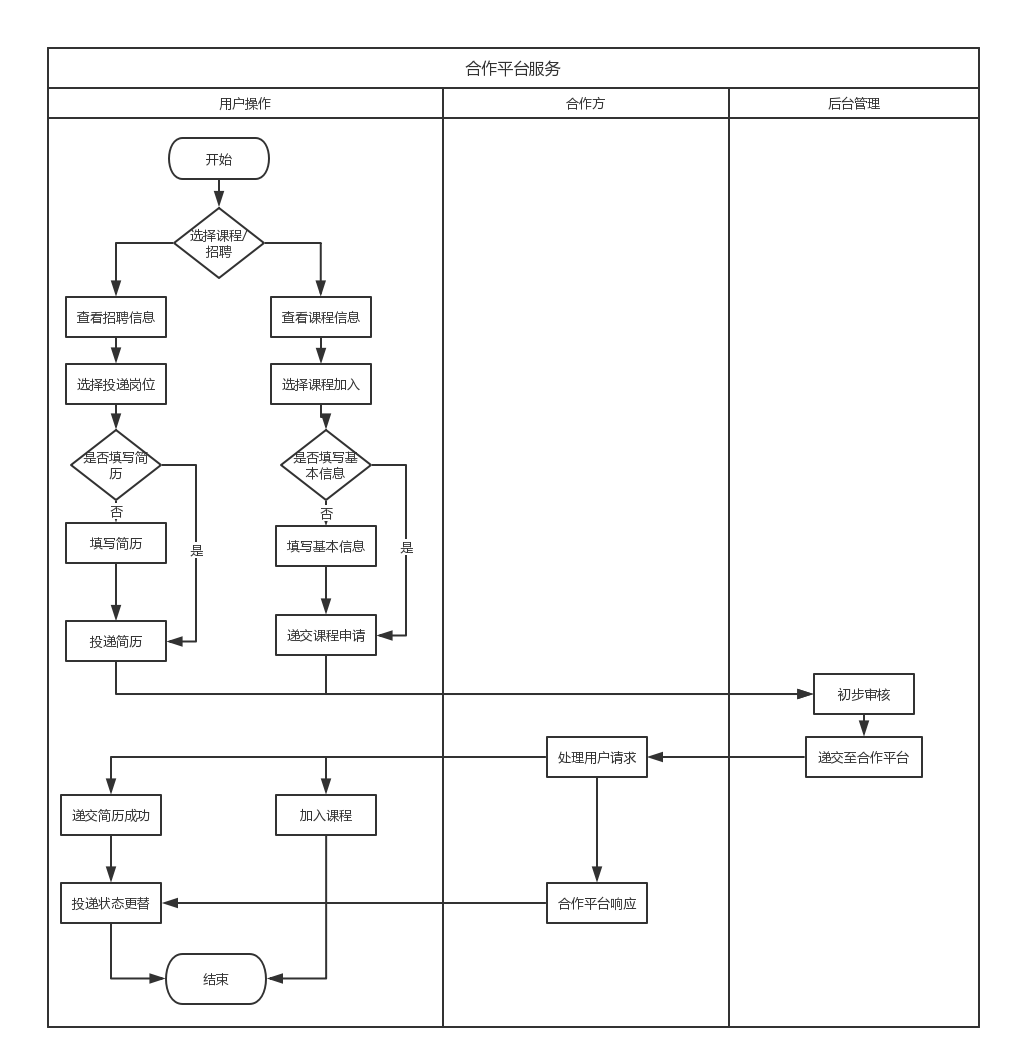 合作平台服务
用户操作
合作方
后台管理
开始
选择课程/
招聘
查看招聘信息
查看课程信息
选择投递岗位
选择课程加入
是否填写简
历
是否填写基
本信息
否
否
填写简历
填写基本信息
是
是
投递简历
递交课程申请
初步审核
处理用户请求
递交至合作平台
递交简历成功
加入课程
投递状态更替
合作平台响应
结束